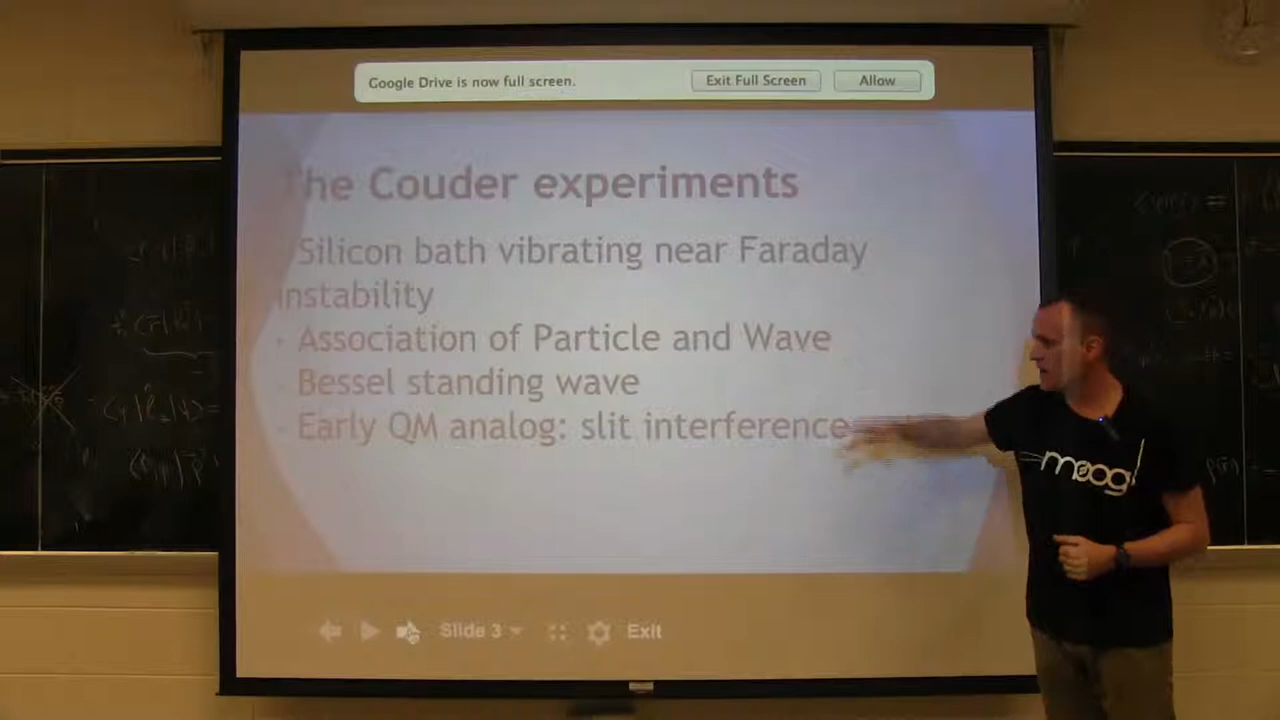 Google Drive is now full screen. Exit Full Screen Allow
The Couder experiments
Silicon bath vibrating near Faraday
instability
• Association of Particle and Wave
Bessel standing wave
Early QM analog: slit interference
moog
Slide 3 Exit